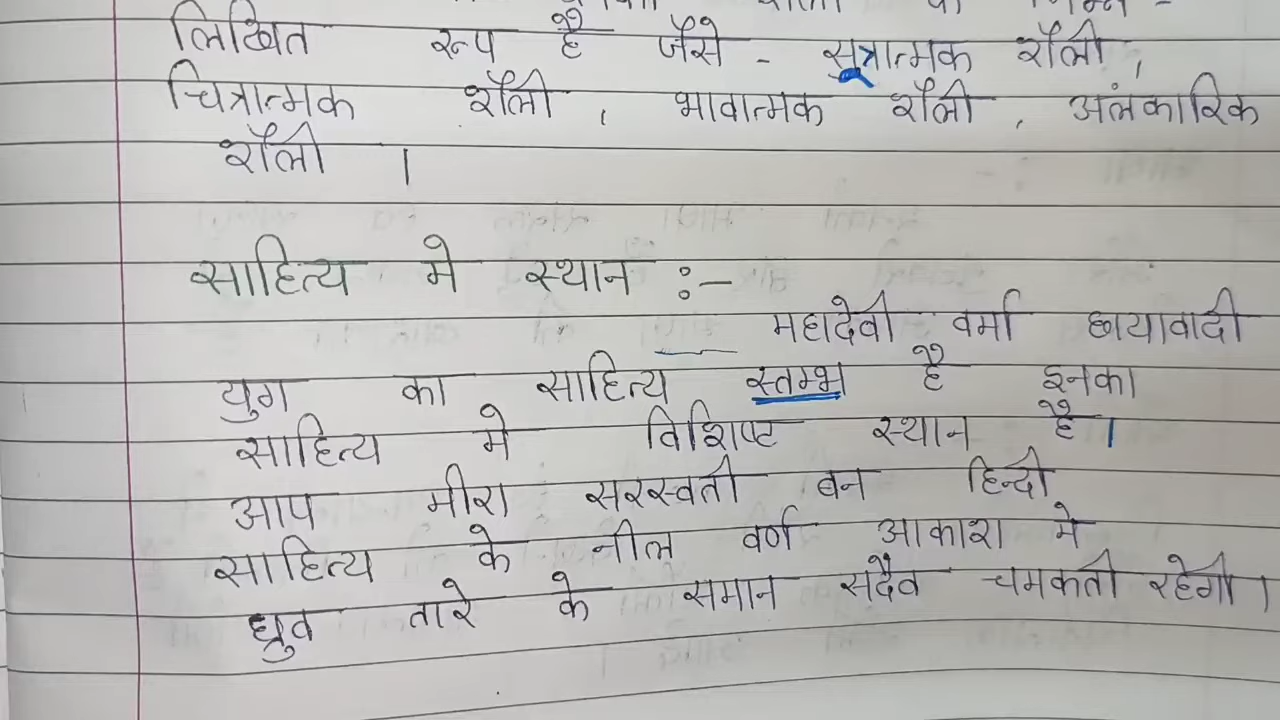 लिखित रूप है जैसे - सूत्रात्मक शैली,
चित्रात्मक शैली, भावात्मक शैली, अलंकारिक
शैली ।
साहित्य मे स्थान :-
महादेवी वर्मा छायावादी
युग का साहित्य स्तम्भ है इनका
साहित्य मे विशिष्ट स्थान है।
आप मीरा सरस्वती बन हिन्दी
साहित्य के नील वर्ण आकाश मे
ध्रुव तारे के समान सदैव चमकती रहेगी।